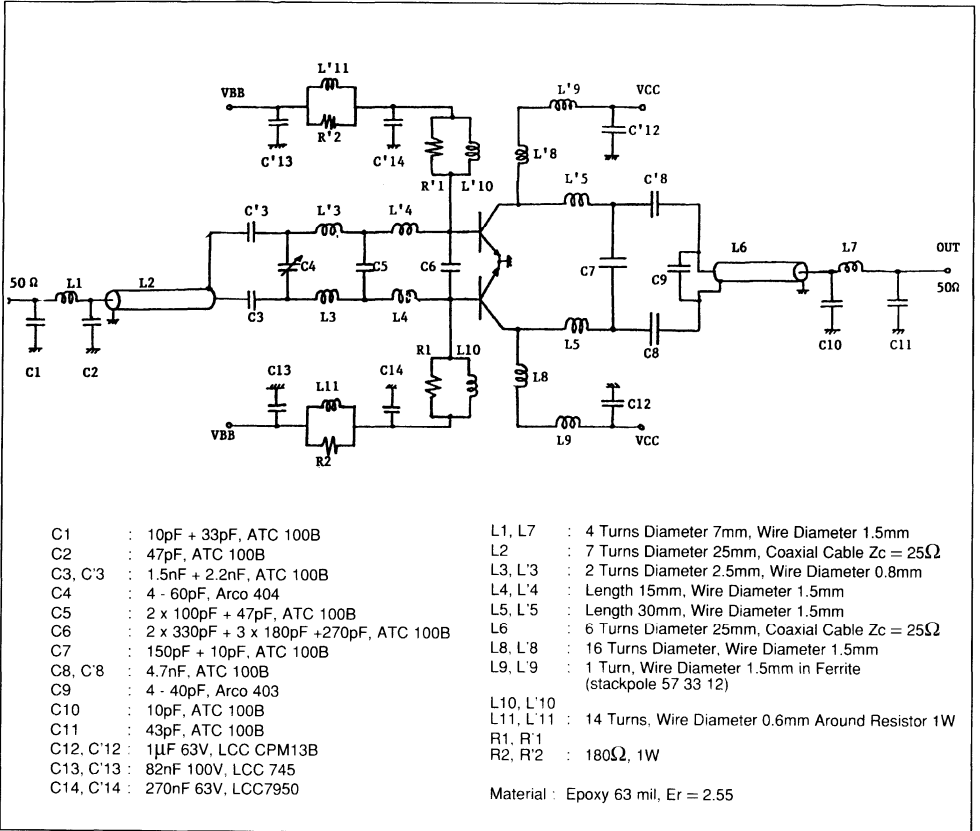 L'11
VBB
R'2
C'13
C'14
R'1
L'10
L'9
VCC
C'12
L'8
L'5
C'8
C'3
L'3
L'4
C4
C5
C6
C7
C9
L6
L7
OUT
50Ω
50 Ω
L1
L2
C3
L3
L4
L5
C8
C10
C11
C1
C2
C13
L11
C14
R1
L10
L8
C12
VBB
R2
L9
VCC
C1 : 10pF + 33pF, ATC 100B
C2 : 47pF, ATC 100B
C3, C'3 : 1.5nF + 2.2nF, ATC 100B
C4 : 4 - 60pF, Arco 404
C5 : 2 x 100pF + 47pF, ATC 100B
C6 : 2 x 330pF + 3 x 180pF +270pF, ATC 100B
C7 : 150pF + 10pF, ATC 100B
C8, C'8 : 4.7nF, ATC 100B
C9 : 4 - 40pF, Arco 403
C10 : 10pF, ATC 100B
C11 : 43pF, ATC 100B
C12, C'12 : 1µF 63V, LCC CPM13B
C13, C'13 : 82nF 100V, LCC 745
C14, C'14 : 270nF 63V, LCC7950
L1, L7 : 4 Turns Diameter 7mm, Wire Diameter 1.5mm
L2 : 7 Turns Diameter 25mm, Coaxial Cable Zc = 25Ω
L3, L'3 : 2 Turns Diameter 2.5mm, Wire Diameter 0.8mm
L4, L'4 : Length 15mm, Wire Diameter 1.5mm
L5, L'5 : Length 30mm, Wire Diameter 1.5mm
L6 : 6 Turns Diameter 25mm, Coaxial Cable Zc = 25Ω
L8, L'8 : 16 Turns Diameter, Wire Diameter 1.5mm
L9, L'9 : 1 Turn, Wire Diameter 1.5mm in Ferrite
(stackpole 57 33 12)
L10, L'10
L11, L'11 : 14 Turns, Wire Diameter 0.6mm Around Resistor 1W
R1, R'1
R2, R'2 : 180Ω, 1W
Material : Epoxy 63 mil, Er = 2.55